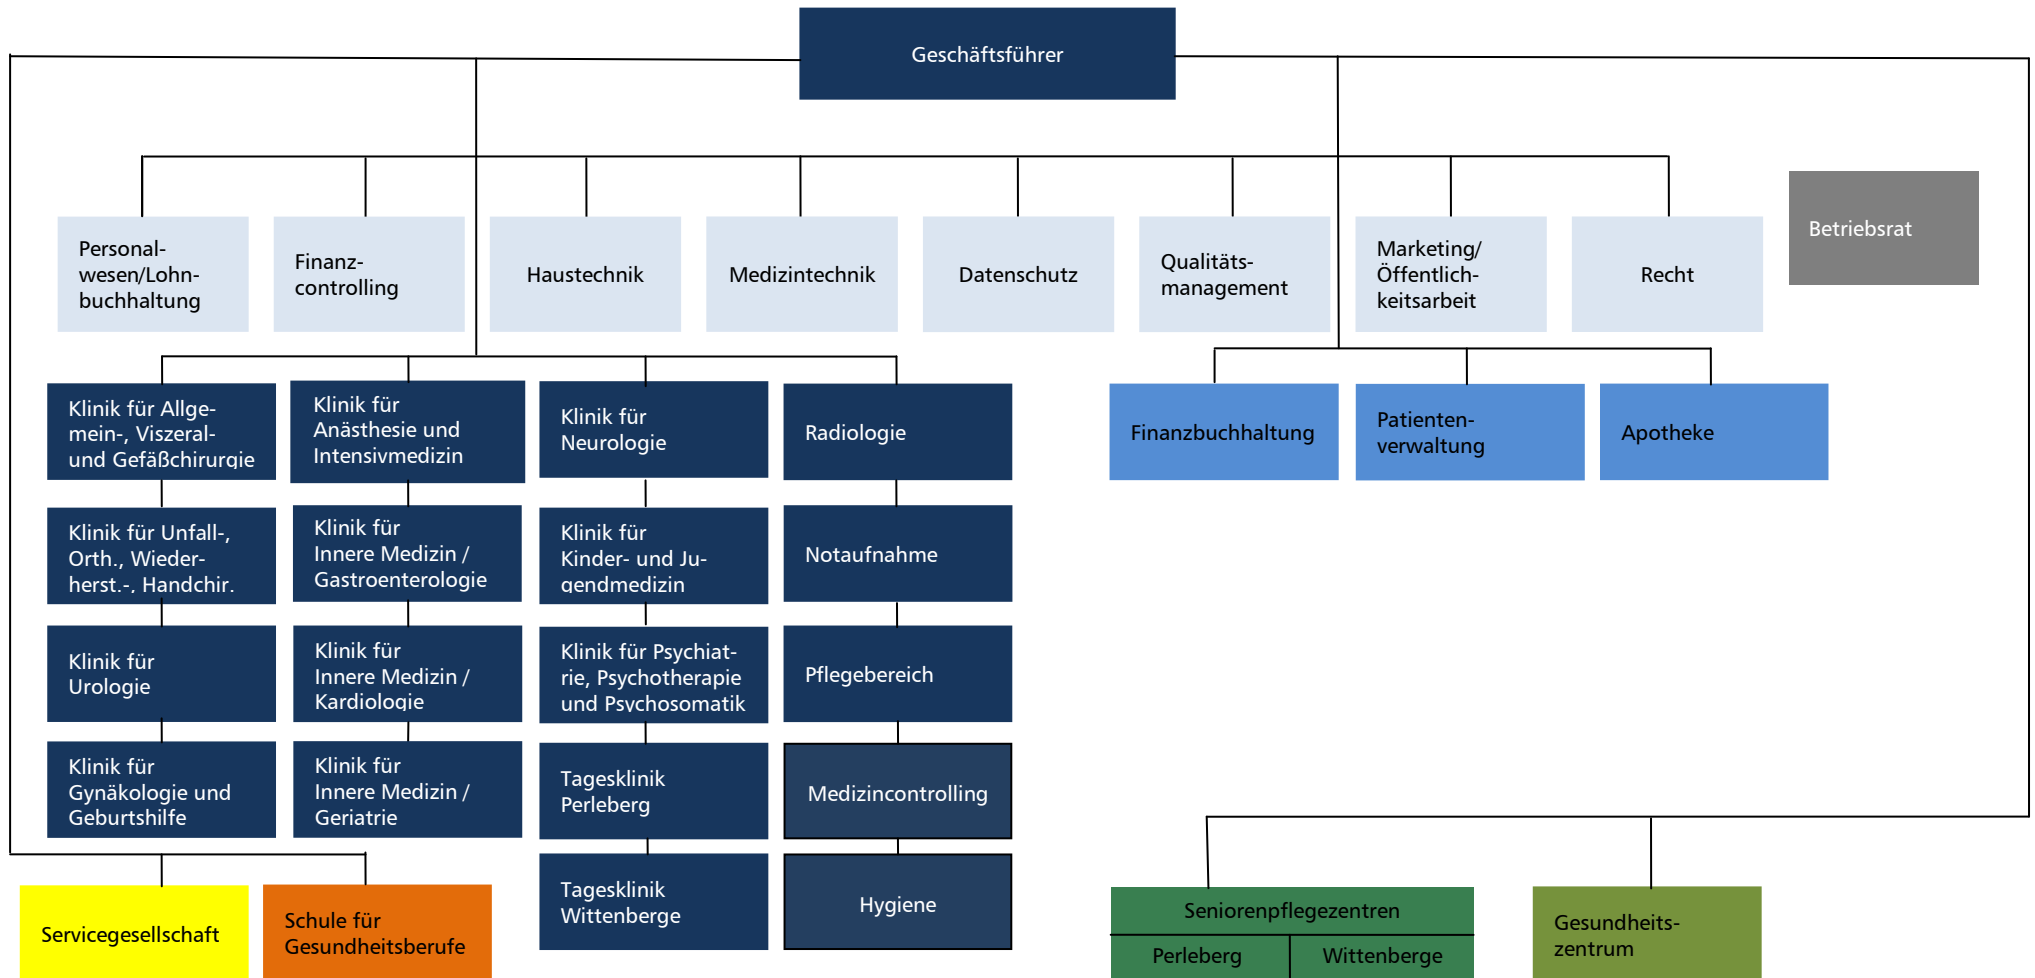 Geschäftsführer
Personal-
wesen/Lohn-
buchhaltung
Finanz-
controlling
Haustechnik
Medizintechnik
Datenschutz
Qualitäts-
management
Marketing/
Öffentlich-
keitsarbeit
Recht
Betriebsrat
Klinik für Allge-
mein-, Viszeral-
und Gefäßchirurgie
Klinik für
Anästhesie und
Intensivmedizin
Klinik für
Neurologie
Radiologie
Finanzbuchhaltung
Patienten-
verwaltung
Apotheke
Klinik für Unfall-,
Orth., Wieder-
herst.-, Handchir.
Klinik für
Innere Medizin /
Gastroenterologie
Klinik für
Kinder- und Ju-
gendmedizin
Notaufnahme
Klinik für
Urologie
Klinik für
Innere Medizin /
Kardiologie
Klinik für Psychiat-
rie, Psychotherapie
und Psychosomatik
Pflegebereich
Klinik für
Gynäkologie und
Geburtshilfe
Klinik für
Innere Medizin /
Geriatrie
Tagesklinik
Perleberg
Medizincontrolling
Servicegesellschaft
Schule für
Gesundheitsberufe
Tagesklinik
Wittenberge
Hygiene
Seniorenpflegezentren
Perleberg
Wittenberge
Gesundheits-
zentrum